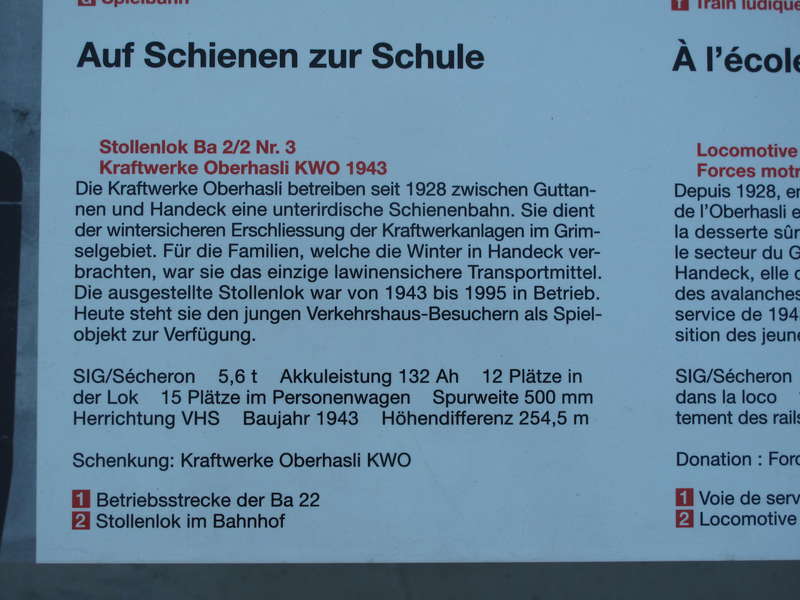 Spielbahn
Auf Schienen zur Schule
Stollenlok Ba 2/2 Nr. 3
Kraftwerke Oberhasli KWO 1943
Die Kraftwerke Oberhasli betreiben seit 1928 zwischen Guttan-
nen und Handeck eine unterirdische Schienenbahn. Sie dient
der wintersicheren Erschliessung der Kraftwerkanlagen im Grim-
selgebiet. Für die Familien, welche die Winter in Handeck ver-
brachten, war sie das einzige lawinensichere Transportmittel.
Die ausgestellte Stollenlok war von 1943 bis 1995 in Betrieb.
Heute steht sie den jungen Verkehrshaus-Besuchern als Spiel-
objekt zur Verfügung.
SIG/Sécheron 5,6 t Akkuleistung 132 Ah 12 Plätze in
der Lok 15 Plätze im Personenwagen Spurweite 500 mm
Herrichtung VHS Baujahr 1943 Höhendifferenz 254,5 m
Schenkung: Kraftwerke Oberhasli KWO
1 Betriebsstrecke der Ba 22
2 Stollenlok im Bahnhof
Train ludique
À l'école
Locomotive
Forces motr
Depuis 1928, en
de l'Oberhasli e
la desserte sûr
le secteur du G
Handeck, elle
des avalanches
service de 194
sition des jeune
SIG/Sécheron
dans la loco
tement des rails
Donation : Forc
1 Voie de serv
2 Locomotive